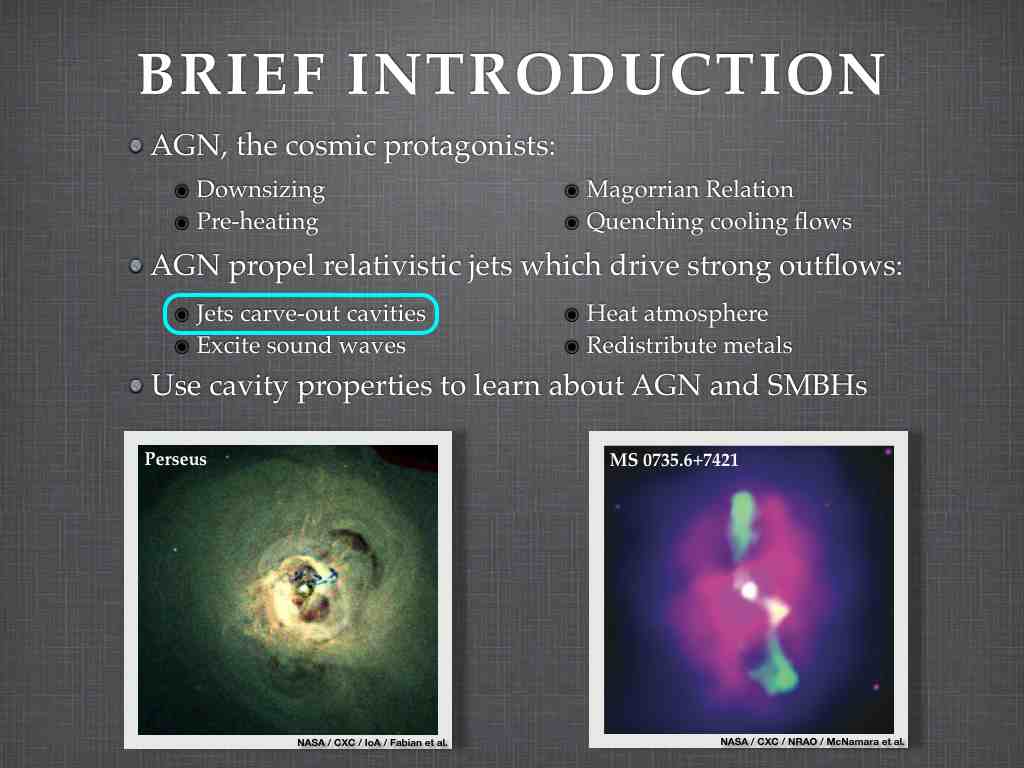 BRIEF INTRODUCTION
AGN, the cosmic protagonists:
Downsizing
Pre-heating
Magorrian Relation
Quenching cooling flows
AGN propel relativistic jets which drive strong outflows:
Jets carve-out cavities
Excite sound waves
Heat atmosphere
Redistribute metals
Use cavity properties to learn about AGN and SMBHs
Perseus
NASA / CXC / IoA / Fabian et al.
MS 0735.6+7421
NASA / CXC / NRAO / McNamara et al.